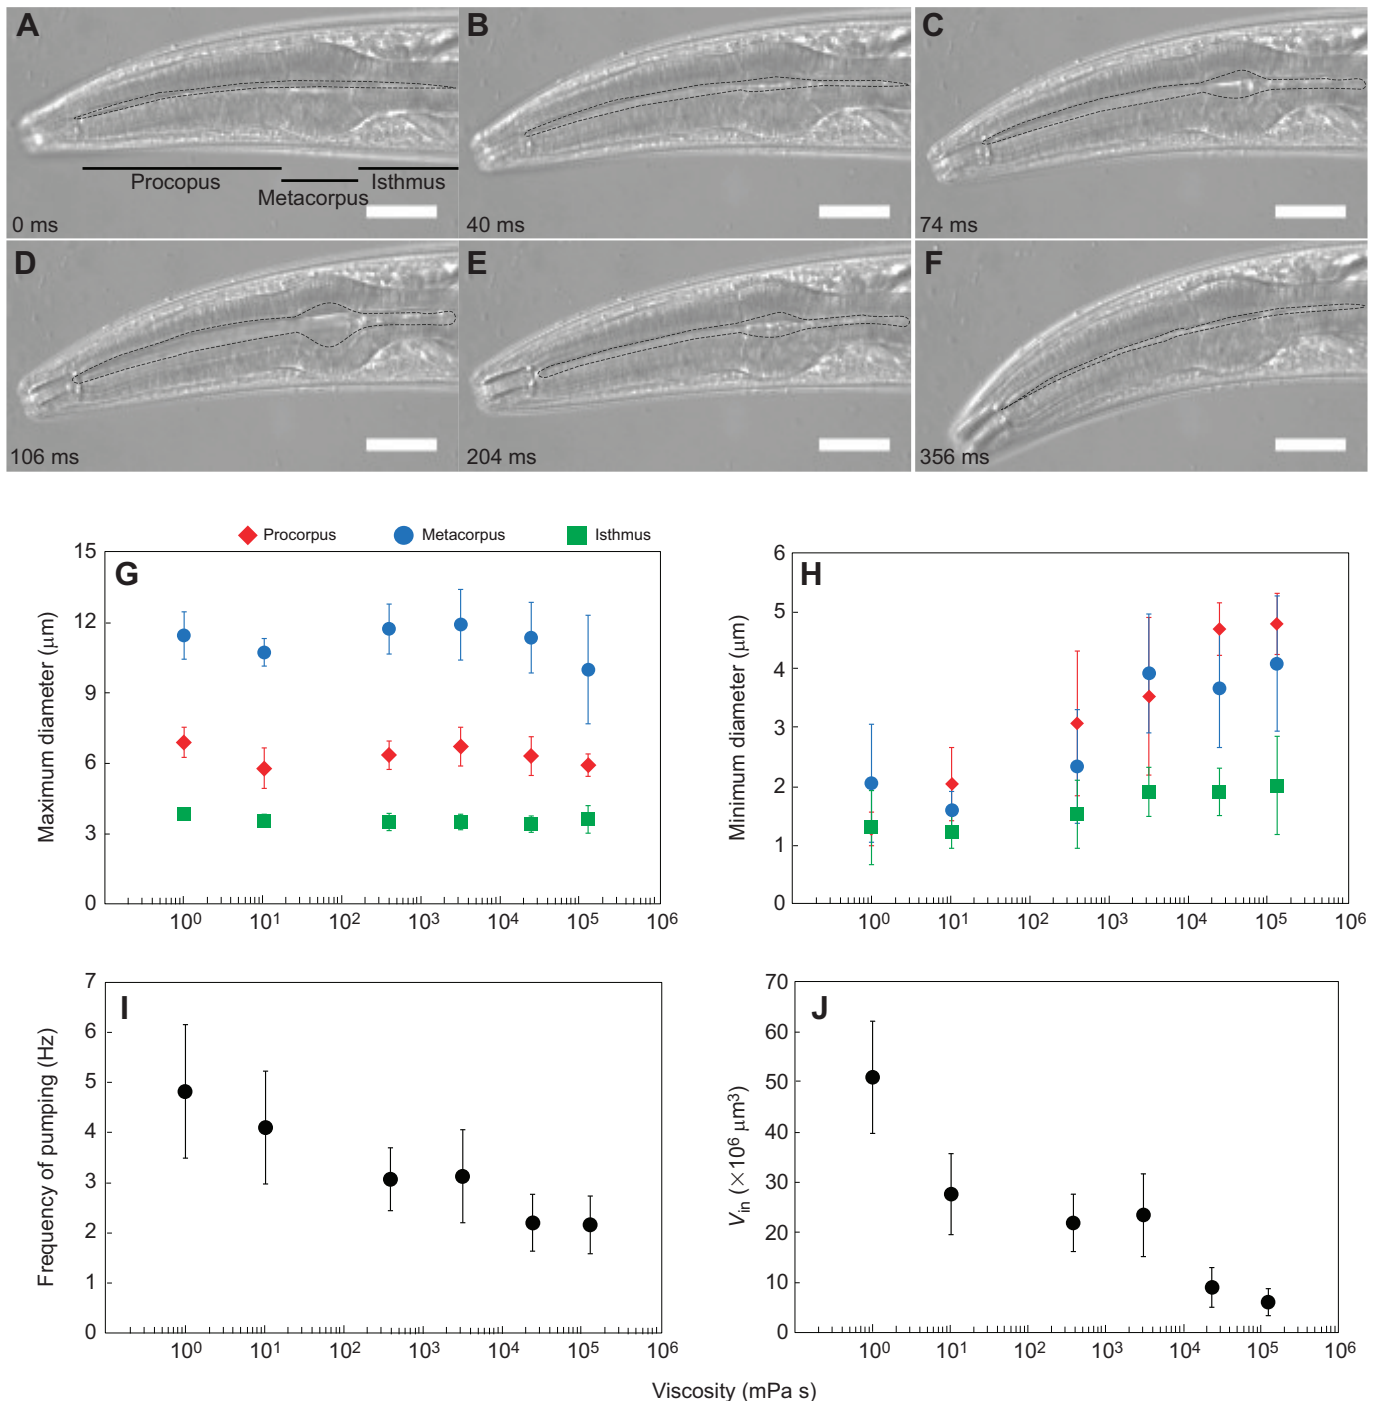 A
B
C
Procopus
Metacorpus
Isthmus
0 ms
40 ms
74 ms
D
E
F
106 ms
204 ms
356 ms
Procorpus
Metacorpus
Isthmus
G
Maximum diameter (μm)
15
12
9
6
3
0
10⁰
10¹
10²
10³
10⁴
10⁵
10⁶
H
Minimum diameter (μm)
6
5
4
3
2
1
0
10⁰
10¹
10²
10³
10⁴
10⁵
10⁶
I
Frequency of pumping (Hz)
7
6
5
4
3
2
1
0
10⁰
10¹
10²
10³
10⁴
10⁵
10⁶
J
V_in (×10⁶ μm³)
70
60
50
40
30
20
10
0
10⁰
10¹
10²
10³
10⁴
10⁵
10⁶
Viscosity (mPa s)